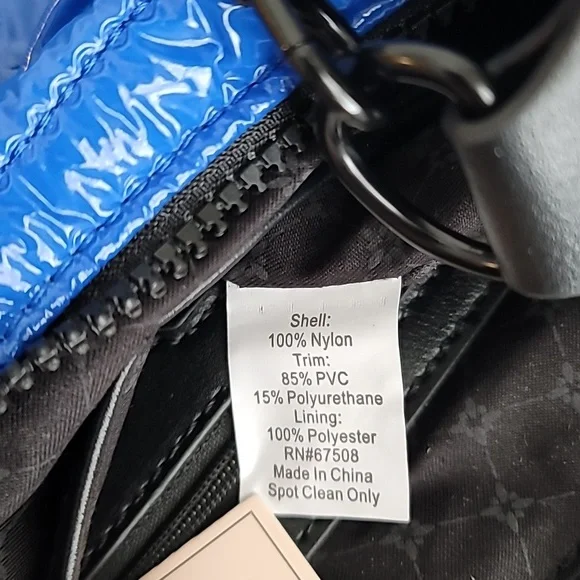 Shell:
100% Nylon
Trim:
85% PVC
15% Polyurethane
Lining:
100% Polyester
RN#67508
Made In China
Spot Clean Only